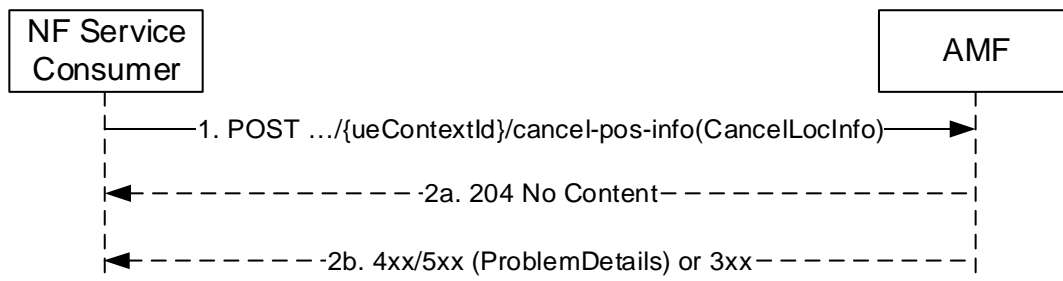 NF Service
Consumer
AMF
1. POST …/{ueContextId}/cancel-pos-info(CancelLocInfo)
2a. 204 No Content
2b. 4xx/5xx (ProblemDetails) or 3xx